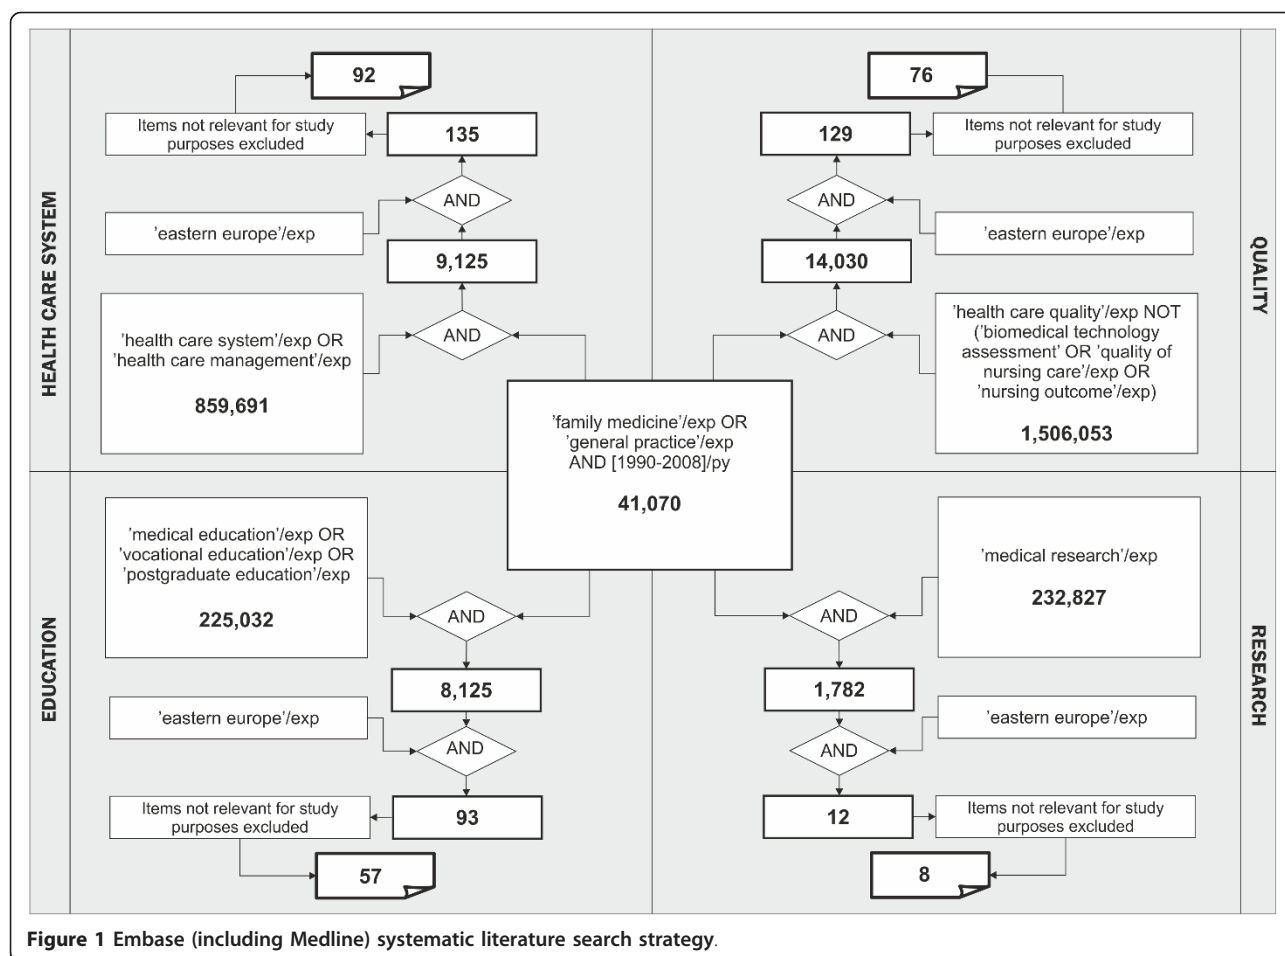 HEALTH CARE SYSTEM
92
Items not relevant for study
purposes excluded
135
AND
’eastern europe’/exp
9,125
’health care system’/exp OR
’health care management’/exp
859,691
AND
QUALITY
76
129
Items not relevant for study
purposes excluded
AND
’eastern europe’/exp
14,030
AND
’health care quality’/exp NOT
(’biomedical technology
assessment’ OR ’quality of
nursing care’/exp OR
’nursing outcome’/exp)
1,506,053
’family medicine’/exp OR
’general practice’/exp
AND [1990-2008]/py
41,070
EDUCATION
’medical education’/exp OR
’vocational education’/exp OR
’postgraduate education’/exp
225,032
AND
8,125
’eastern europe’/exp
AND
Items not relevant for study
purposes excluded
93
57
RESEARCH
’medical research’/exp
232,827
AND
1,782
’eastern europe’/exp
AND
12
Items not relevant for study
purposes excluded
8
Figure 1 Embase (including Medline) systematic literature search strategy.